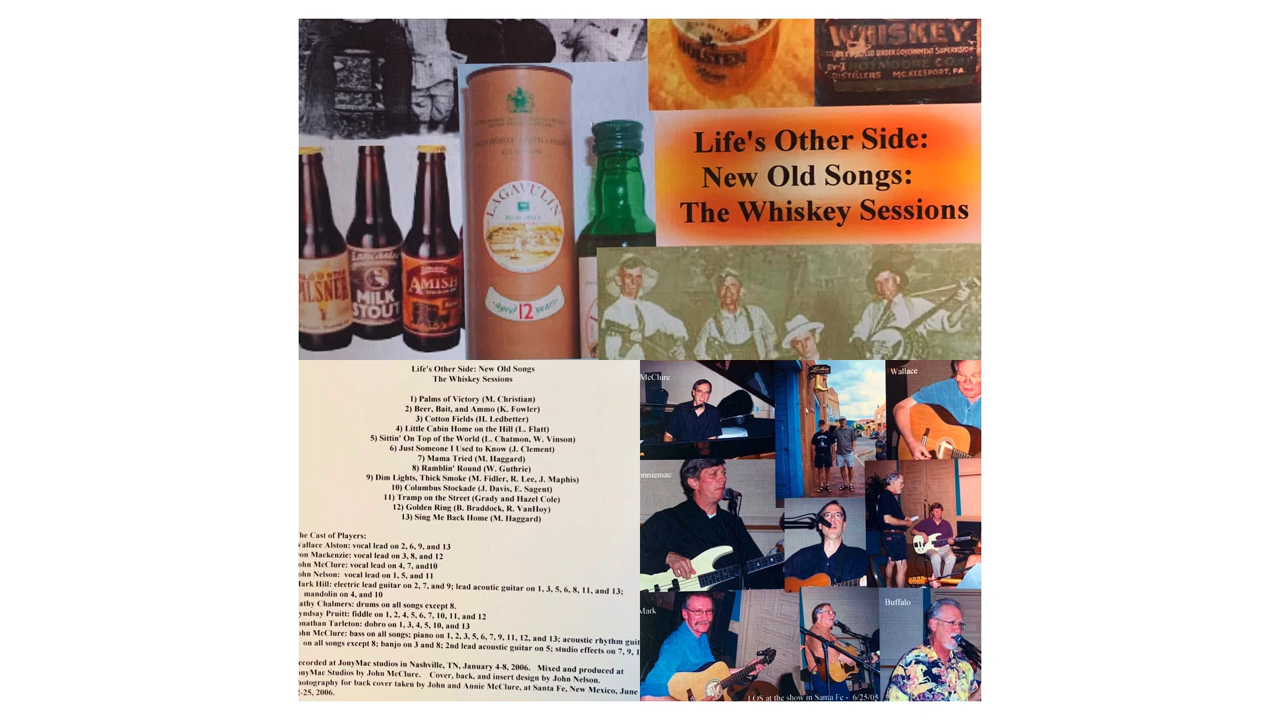 HOLSTEN
WHISKEY
UNDER GOVERNMENT SUPERVISION
DISTILLERS MCKEESPORT, PA.
LAGAVULIN
aged 12 years
PILSNER
Lancaster
MILK
STOUT
AMISH
Life's Other Side:
New Old Songs:
The Whiskey Sessions
Life's Other Side: New Old Songs
The Whiskey Sessions
1) Palms of Victory (M. Christian)
2) Beer, Bait, and Ammo (K. Fowler)
3) Cotton Fields (H. Ledbetter)
4) Little Cabin Home on the Hill (L. Flatt)
5) Sittin' On Top of the World (L. Chatmon, W. Vinson)
6) Just Someone I Used to Know (J. Clement)
7) Mama Tried (M. Haggard)
8) Ramblin' Round (W. Guthrie)
9) Dim Lights, Thick Smoke (M. Fidler, R. Lee, J. Maphis)
10) Columbus Stockade (J. Davis, E. Sagent)
11) Tramp on the Street (Grady and Hazel Cole)
12) Golden Ring (B. Braddock, R. VanHoy)
13) Sing Me Back Home (M. Haggard)
he Cast of Players:
allace Alston: vocal lead on 2, 6, 9, and 13
on Mackenzie: vocal lead on 3, 8, and 12
ohn McClure: vocal lead on 4, 7, and10
ohn Nelson: vocal lead on 1, 5, and 11
ark Hill: electric lead guitar on 2, 7, and 9; lead acoutic guitar on 1, 3, 5, 6, 8, 11, and 13;
mandolin on 4, and 10
athy Chalmers: drums on all songs except 8.
yndsay Pruitt: fiddle on 1, 2, 4, 5, 6, 7, 10, 11, and 12
onathan Tarleton: dobro on 1, 3, 4, 5, 10, and 13
ohn McClure: bass on all songs; piano on 1, 2, 3, 5, 6, 7, 9, 11, 12, and 13; acoustic rhythm guit
on all songs except 8; banjo on 3 and 8; 2nd lead acoustic guitar on 5; studio effects on 7, 9, 1
ecorded at JonyMac studios in Nashville, TN, January 4-8, 2006. Mixed and produced at
onyMac Studios by John McClure. Cover, back, and insert design by John Nelson.
hotography for back cover taken by John and Annie McClure, at Santa Fe, New Mexico, June
-25, 2006.
McClure
Wallace
onniemac
Mark
Buffalo
LOS at the show in Santa Fe - 6/25/05